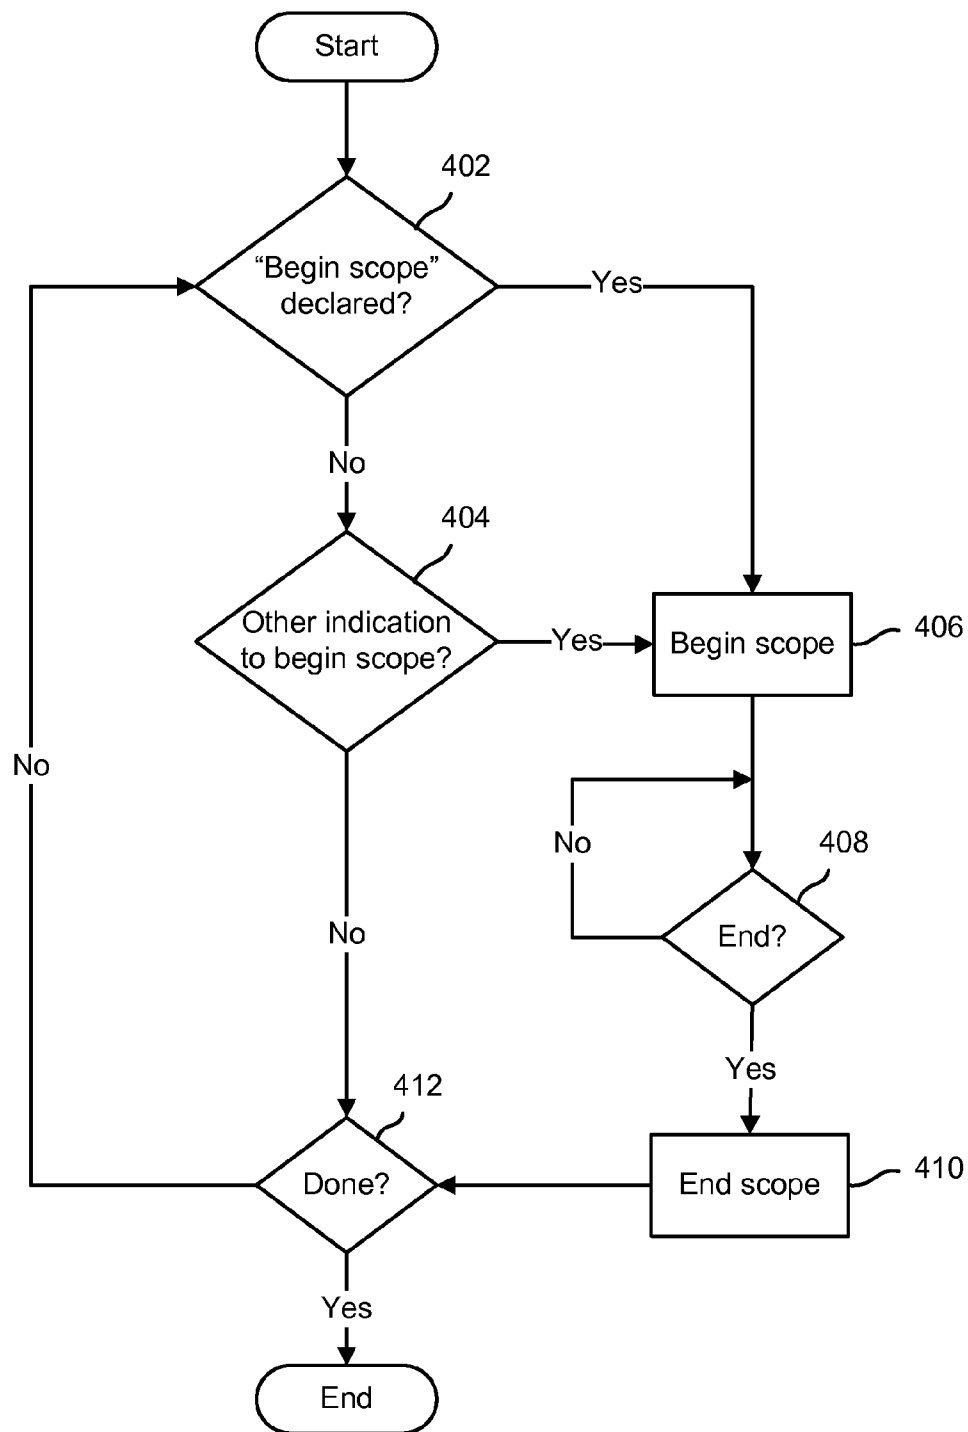 Start
402
“Begin scope”
declared?
Yes
No
404
Other indication
to begin scope?
Yes
Begin scope
406
No
No
408
End?
No
Yes
412
Done?
End scope
410
Yes
End